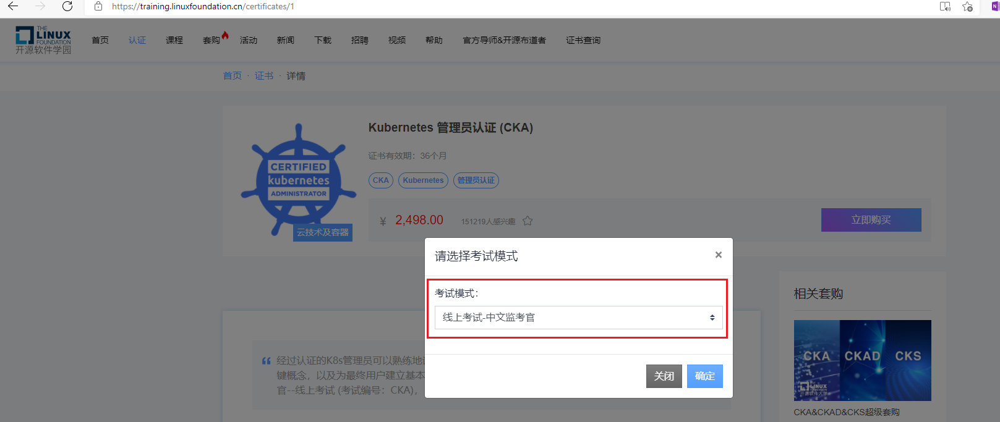 https://training.linuxfoundation.cn/certificates/1
THE
LINUX
FOUNDATION
开源软件学园
首页 认证 课程 套购 活动 新闻 下载 招聘 视频 帮助 官方导师&开源布道者 证书查询
首页 · 证书 · 详情
CERTIFIED
kubernetes
ADMINISTRATOR
云技术及容器
Kubernetes 管理员认证 (CKA)
证书有效期：36个月
CKA Kubernetes 管理员认证
¥ 2,498.00 151219人感兴趣 立即购买
请选择考试模式 ×
考试模式：
线上考试-中文监考官
关闭 确定
“ 经过认证的K8s管理员可以熟练地
键概念，以及为最终用户建立基本
官--线上考试 (考试编号：CKA)，
相关套购
CKA CKAD CKS
LINUX
CKA&CKAD&CKS超级套购